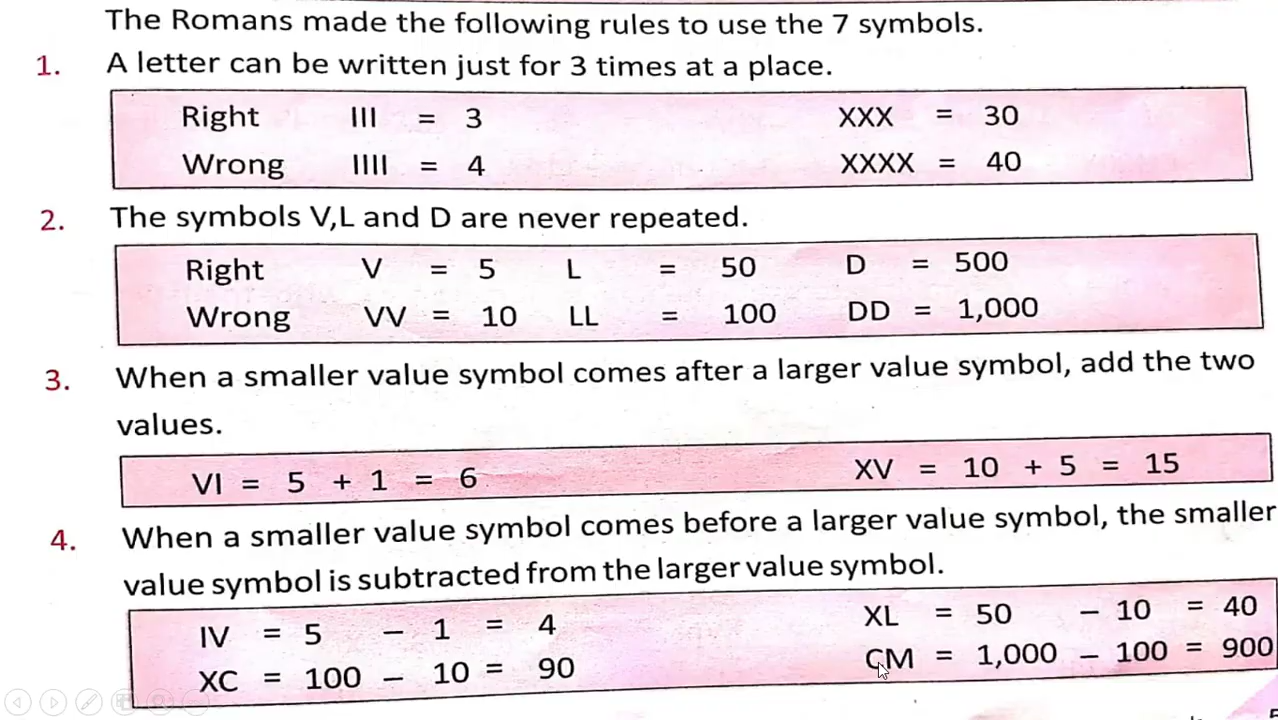 The Romans made the following rules to use the 7 symbols.
1. A letter can be written just for 3 times at a place.
Right III = 3 XXX = 30
Wrong IIII = 4 XXXX = 40
2. The symbols V,L and D are never repeated.
Right V = 5 L = 50 D = 500
Wrong VV = 10 LL = 100 DD = 1,000
3. When a smaller value symbol comes after a larger value symbol, add the two
values.
VI = 5 + 1 = 6 XV = 10 + 5 = 15
4. When a smaller value symbol comes before a larger value symbol, the smaller
value symbol is subtracted from the larger value symbol.
IV = 5 – 1 = 4 XL = 50 – 10 = 40
XC = 100 – 10 = 90 CM = 1,000 – 100 = 900